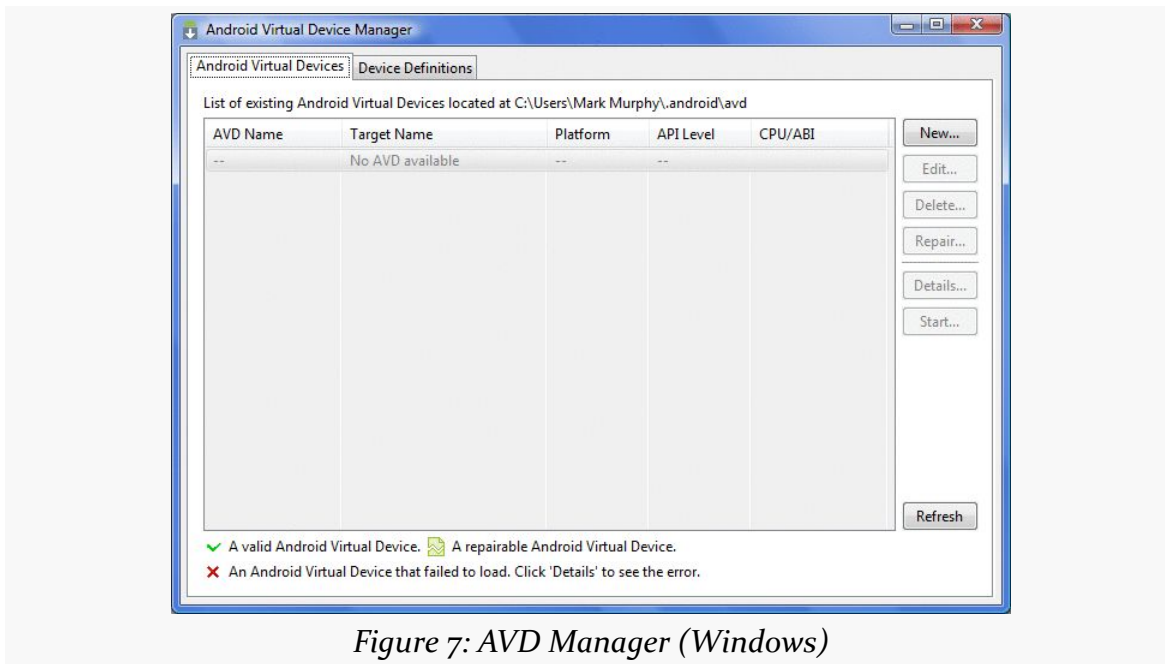 Android Virtual Device Manager
Android Virtual Devices Device Definitions
List of existing Android Virtual Devices located at C:\Users\Mark Murphy\.android\avd
AVD Name Target Name Platform API Level CPU/ABI
-- No AVD available -- --
New...
Edit...
Delete...
Repair...
Details...
Start...
Refresh
A valid Android Virtual Device. A repairable Android Virtual Device.
An Android Virtual Device that failed to load. Click 'Details' to see the error.
Figure 7: AVD Manager (Windows)